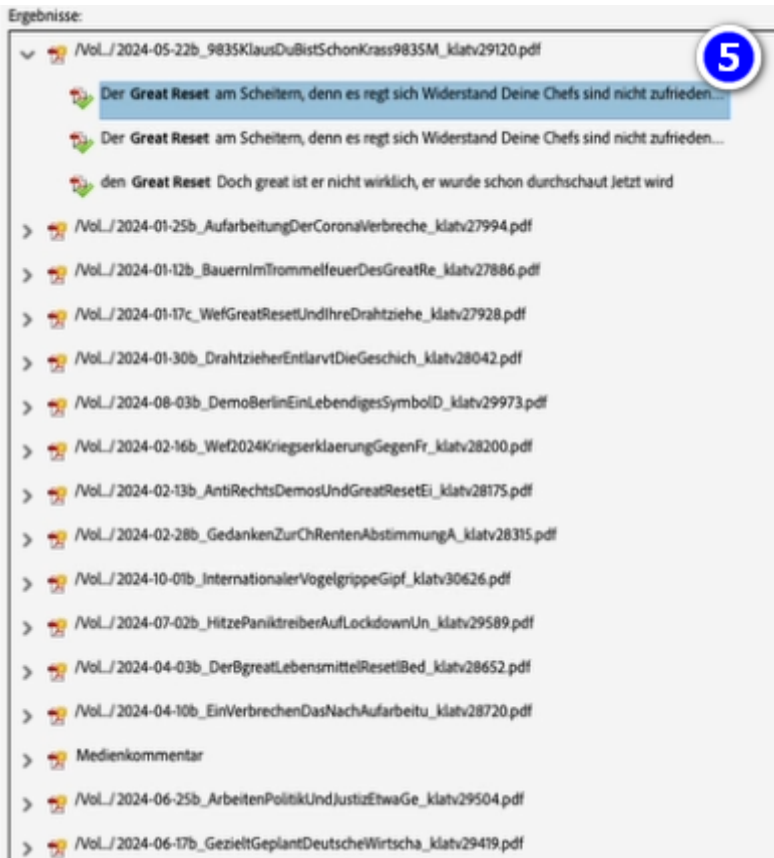 Ergebnisse:
/Vol../2024-05-22b_9835KlausDuBistSchonKrass9835M_klatv29120.pdf
5
Der Great Reset am Scheitern, denn es regt sich Widerstand Deine Chefs sind nicht zufrieden...
Der Great Reset am Scheitern, denn es regt sich Widerstand Deine Chefs sind nicht zufrieden...
den Great Reset Doch great ist er nicht wirklich, er wurde schon durchschaut Jetzt wird
/Vol../2024-01-25b_AufarbeitungDerCoronaVerbreche_klatv27994.pdf
/Vol../2024-01-12b_BauernImTrommelfeuerDesGreatRe_klatv27886.pdf
/Vol../2024-01-17c_WefGreatResetUndIhreDrahtziehe_klatv27928.pdf
/Vol../2024-01-30b_DrahtzieherEntlarvtDieGeschich_klatv28042.pdf
/Vol../2024-08-03b_DemoBerlinEinLebendigesSymbolD_klatv29973.pdf
/Vol../2024-02-16b_Wef2024KriegserklaerungGegenFr_klatv28200.pdf
/Vol../2024-02-13b_AntiRechtsDemosUndGreatResetEi_klatv28175.pdf
/Vol../2024-02-28b_GedankenZurChRentenAbstimmungA_klatv28315.pdf
/Vol../2024-10-01b_InternationalerVogelgrippeGipf_klatv30626.pdf
/Vol../2024-07-02b_HitzePaniktreiberAufLockdownUn_klatv29589.pdf
/Vol../2024-04-03b_DerBgreatLebensmittelResetlBed_klatv28652.pdf
/Vol../2024-04-10b_EinVerbrechenDasNachAufarbeitu_klatv28720.pdf
Medienkommentar
/Vol../2024-06-25b_ArbeitenPolitikUndJustizEtwaGe_klatv29504.pdf
/Vol../2024-06-17b_GezieltGeplantDeutscheWirtscha_klatv29419.pdf